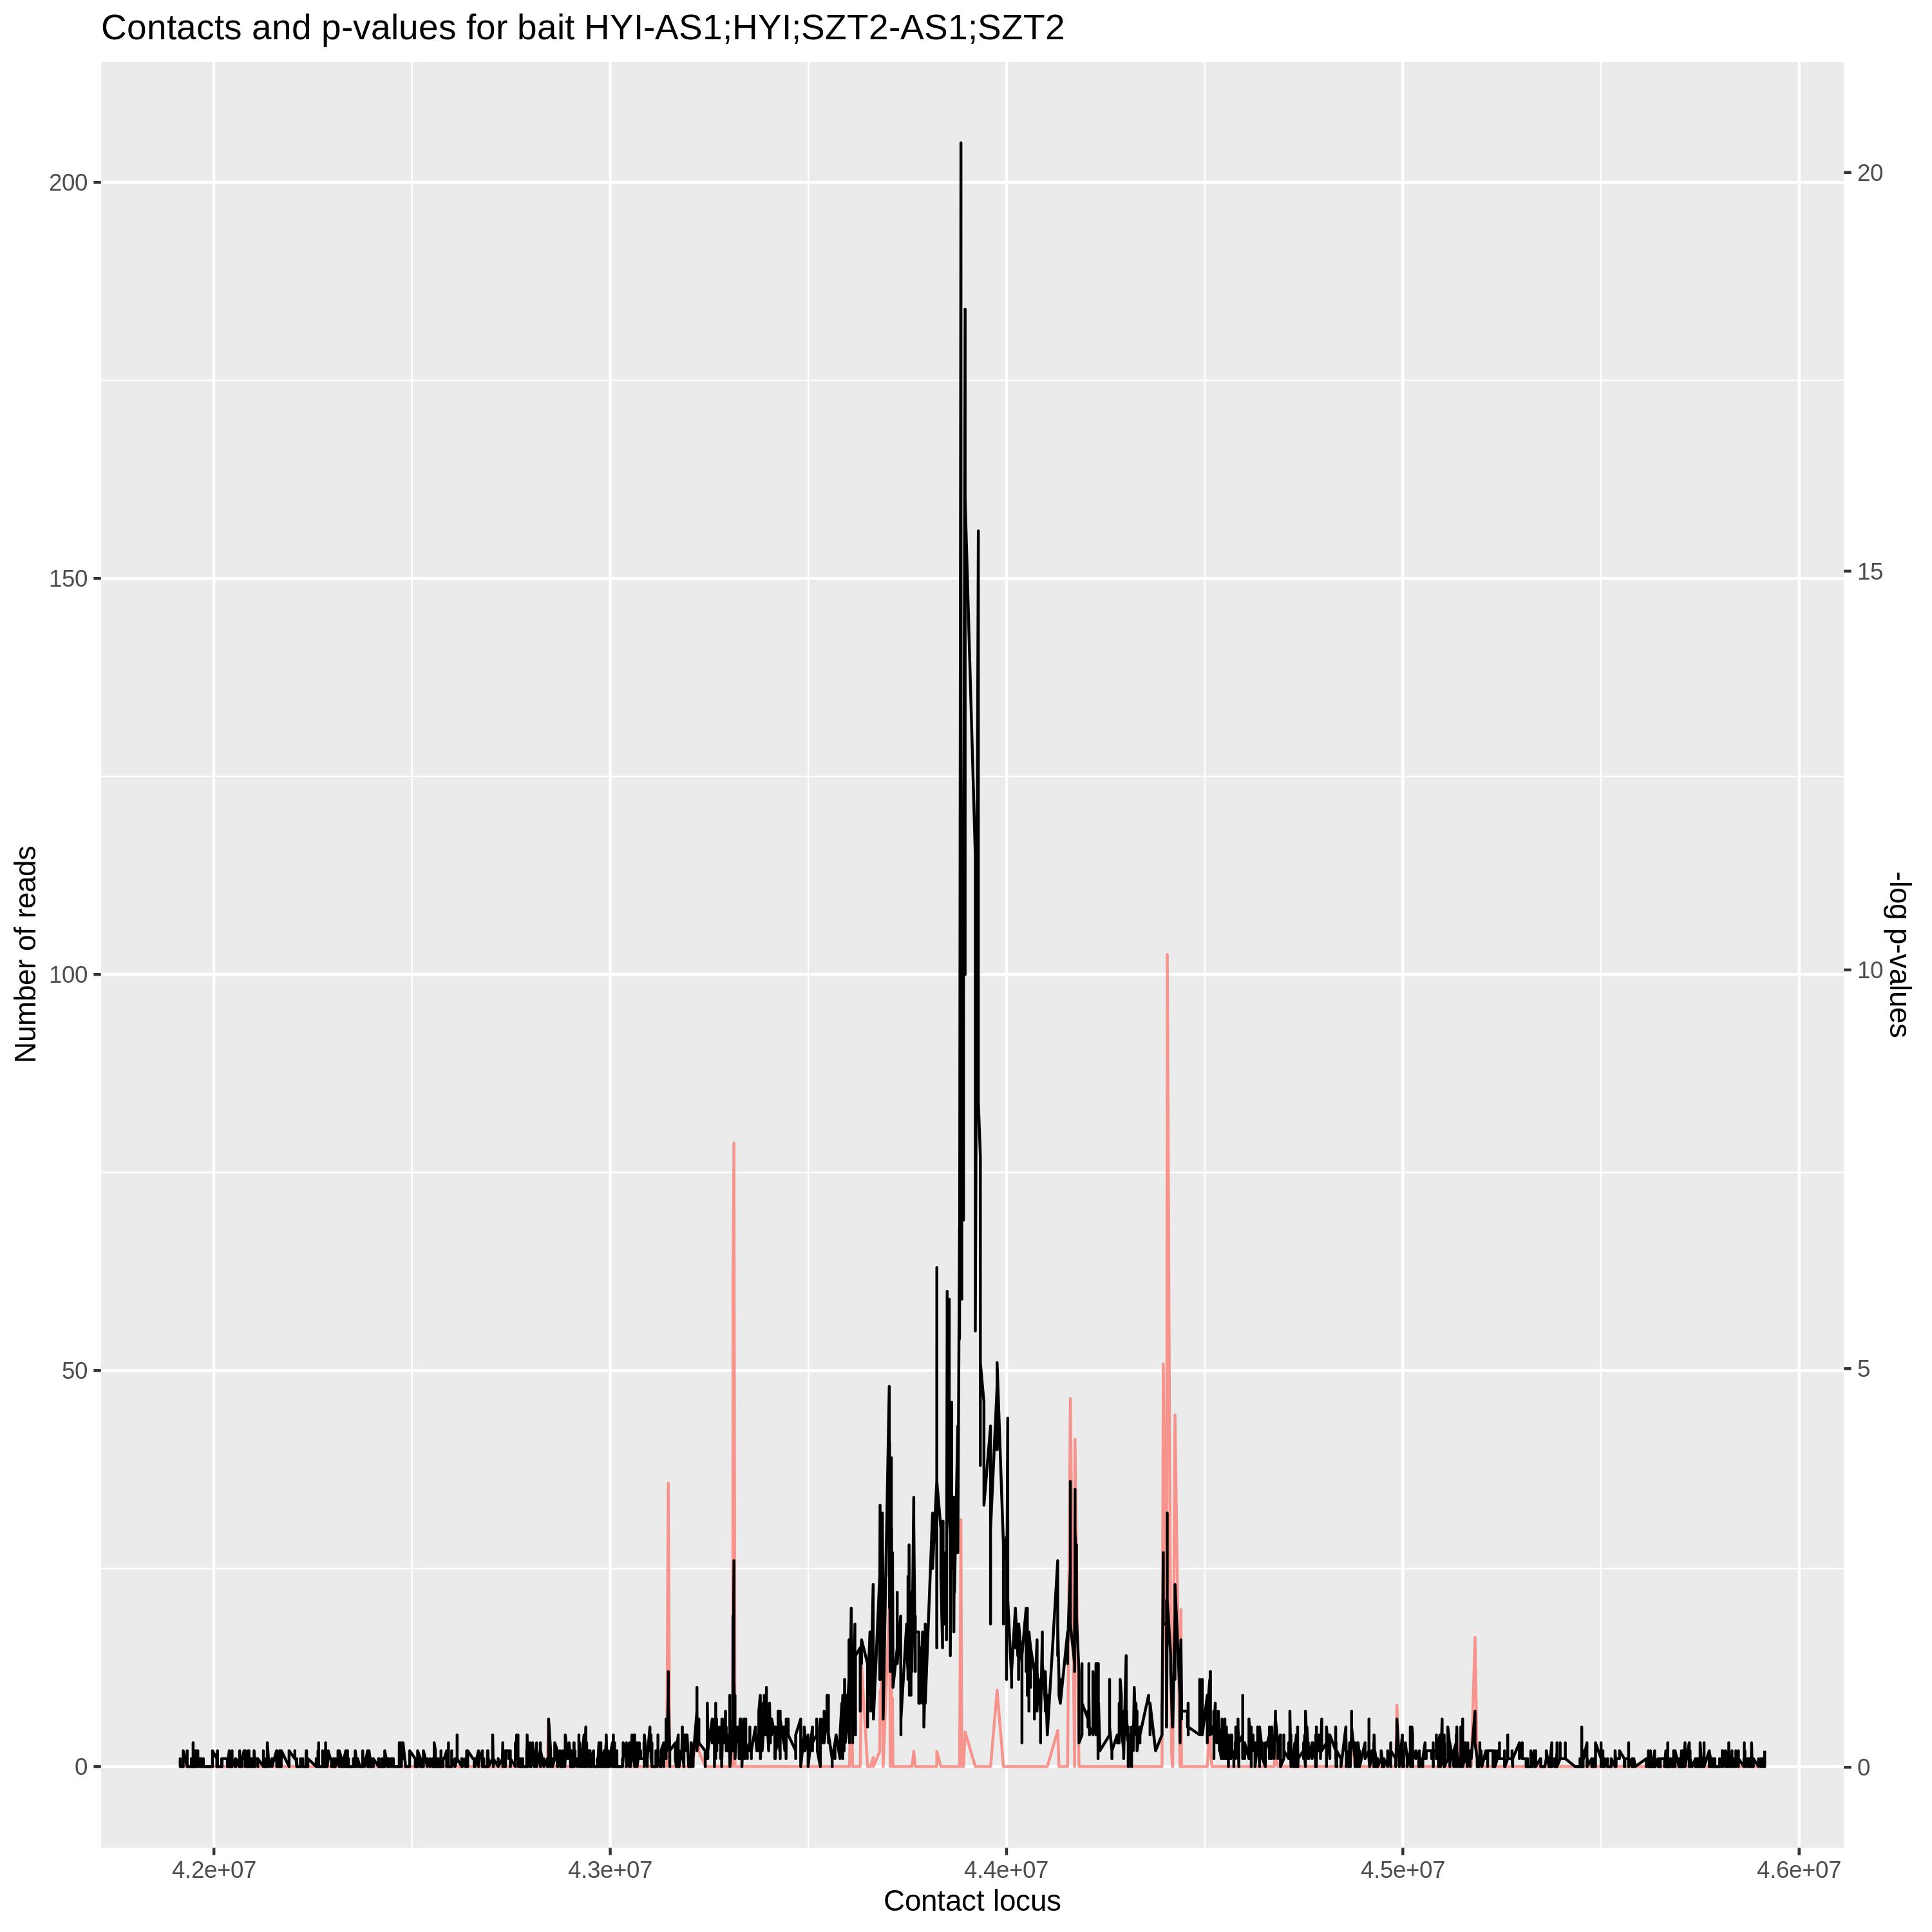 Contacts and p-values for bait HYI-AS1;HYI;SZT2-AS1;SZT2
200
150
100
50
0
Number of reads
20
15
10
5
0
-log p-values
4.2e+07
4.3e+07
4.4e+07
4.5e+07
4.6e+07
Contact locus